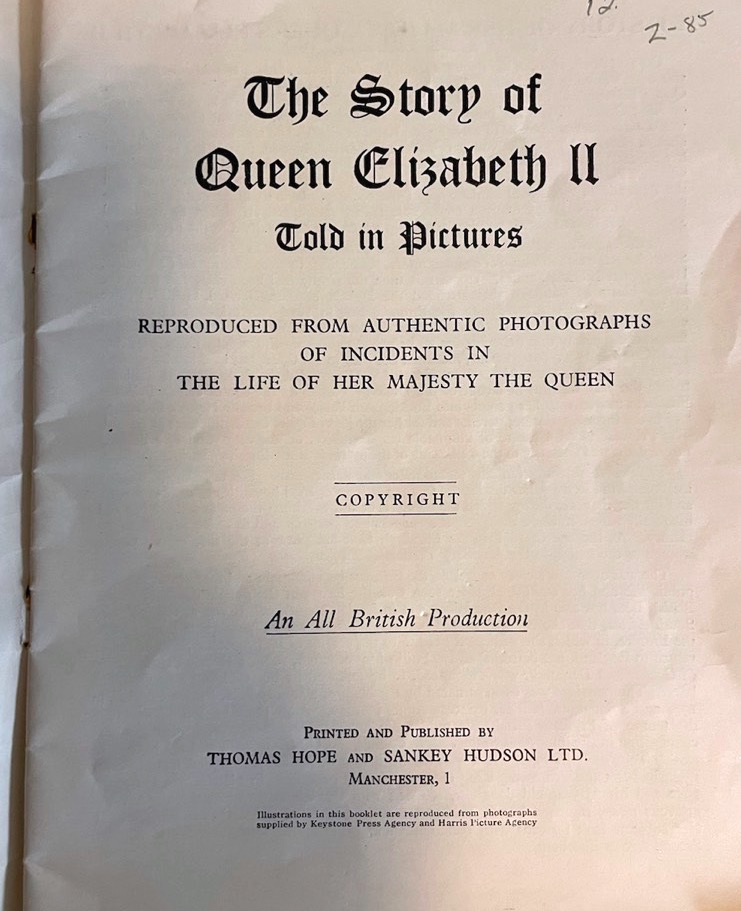 2-85
The Story of
Queen Elizabeth II
Told in Pictures
REPRODUCED FROM AUTHENTIC PHOTOGRAPHS
OF INCIDENTS IN
THE LIFE OF HER MAJESTY THE QUEEN
COPYRIGHT
An All British Production
PRINTED AND PUBLISHED BY
THOMAS HOPE AND SANKEY HUDSON LTD.
MANCHESTER, 1
Illustrations in this booklet are reproduced from photographs
supplied by Keystone Press Agency and Harris Picture Agency